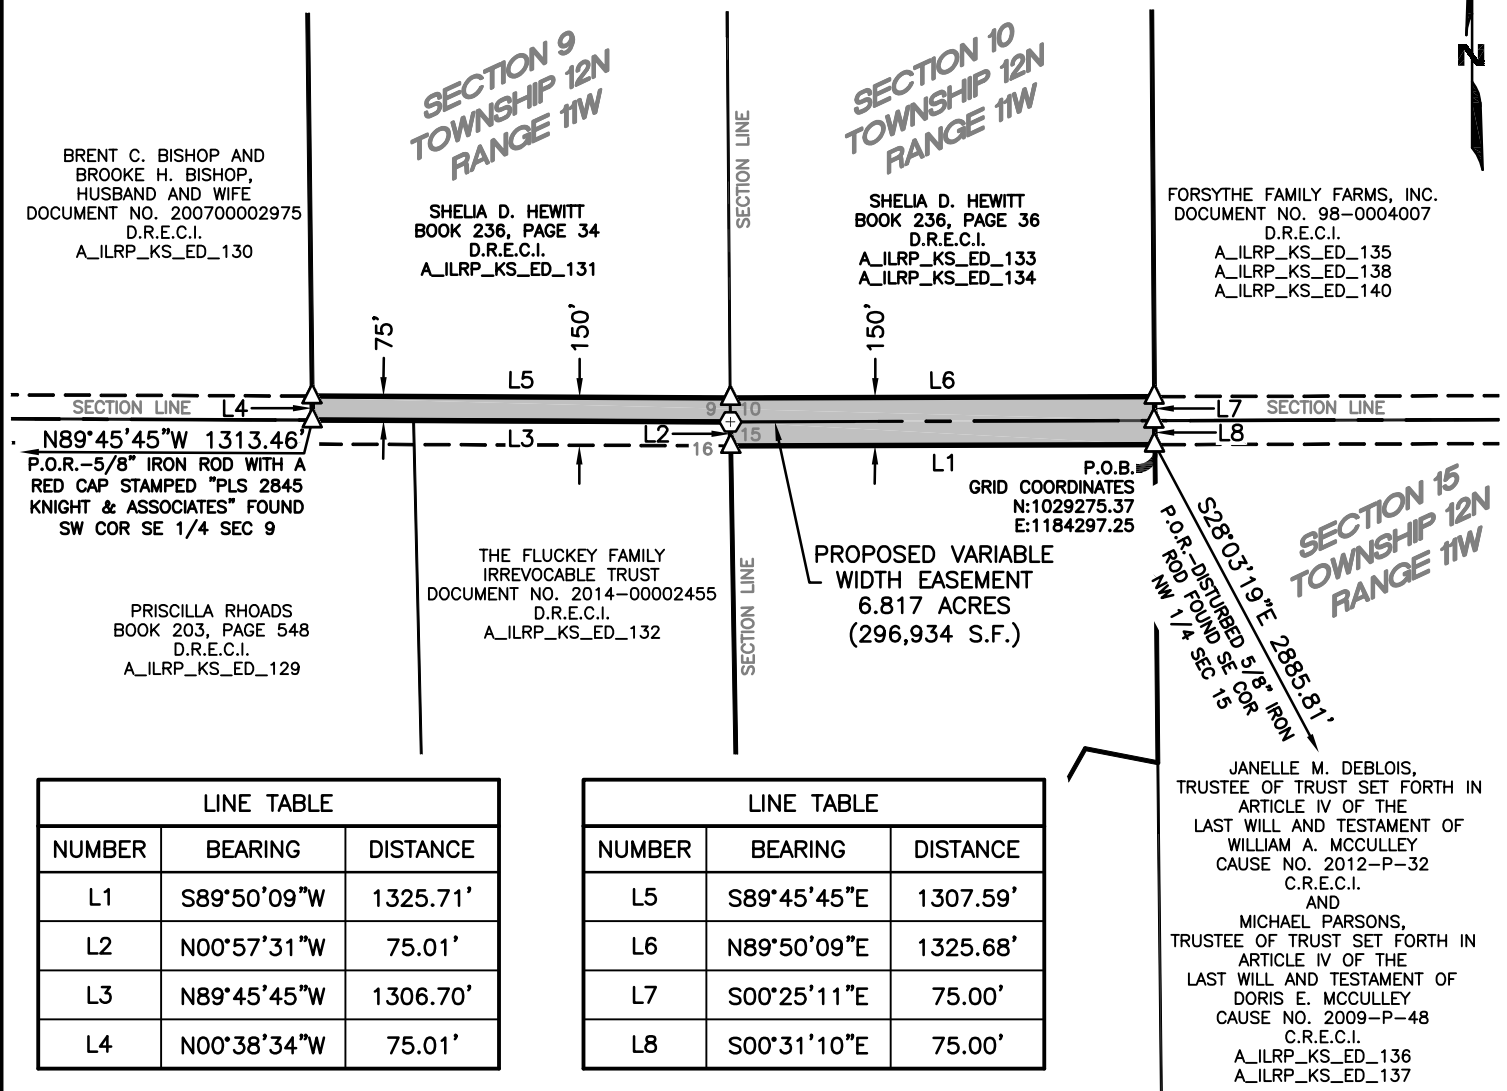 N
SECTION 9
TOWNSHIP 12N
RANGE 11W
SECTION 10
TOWNSHIP 12N
RANGE 11W
SECTION LINE
BRENT C. BISHOP AND
BROOKE H. BISHOP,
HUSBAND AND WIFE
DOCUMENT NO. 200700002975
D.R.E.C.I.
A_ILRP_KS_ED_130
SHELIA D. HEWITT
BOOK 236, PAGE 34
D.R.E.C.I.
A_ILRP_KS_ED_131
SHELIA D. HEWITT
BOOK 236, PAGE 36
D.R.E.C.I.
A_ILRP_KS_ED_133
A_ILRP_KS_ED_134
FORSYTHE FAMILY FARMS, INC.
DOCUMENT NO. 98-0004007
D.R.E.C.I.
A_ILRP_KS_ED_135
A_ILRP_KS_ED_138
A_ILRP_KS_ED_140
75'
150'
150'
L5
L6
SECTION LINE
L4
9
10
L7
SECTION LINE
L3
L2
15
16
L8
L1
N89°45'45"W 1313.46'
P.O.R.-5/8" IRON ROD WITH A
RED CAP STAMPED "PLS 2845
KNIGHT & ASSOCIATES" FOUND
SW COR SE 1/4 SEC 9
P.O.B.
GRID COORDINATES
N:1029275.37
E:1184297.25
SECTION 15
TOWNSHIP 12N
RANGE 11W
S28°03'19"E 2885.81'
P.O.R.-DISTURBED 5/8" IRON
ROD FOUND SE COR
NW 1/4 SEC 15
THE FLUCKEY FAMILY
IRREVOCABLE TRUST
DOCUMENT NO. 2014-00002455
D.R.E.C.I.
A_ILRP_KS_ED_132
SECTION LINE
PROPOSED VARIABLE
WIDTH EASEMENT
6.817 ACRES
(296,934 S.F.)
PRISCILLA RHOADS
BOOK 203, PAGE 548
D.R.E.C.I.
A_ILRP_KS_ED_129
LINE TABLE
NUMBER BEARING DISTANCE
L1 S89°50'09"W 1325.71'
L2 N00°57'31"W 75.01'
L3 N89°45'45"W 1306.70'
L4 N00°38'34"W 75.01'
LINE TABLE
NUMBER BEARING DISTANCE
L5 S89°45'45"E 1307.59'
L6 N89°50'09"E 1325.68'
L7 S00°25'11"E 75.00'
L8 S00°31'10"E 75.00'
JANELLE M. DEBLOIS,
TRUSTEE OF TRUST SET FORTH IN
ARTICLE IV OF THE
LAST WILL AND TESTAMENT OF
WILLIAM A. MCCULLEY
CAUSE NO. 2012-P-32
C.R.E.C.I.
AND
MICHAEL PARSONS,
TRUSTEE OF TRUST SET FORTH IN
ARTICLE IV OF THE
LAST WILL AND TESTAMENT OF
DORIS E. MCCULLEY
CAUSE NO. 2009-P-48
C.R.E.C.I.
A_ILRP_KS_ED_136
A_ILRP_KS_ED_137